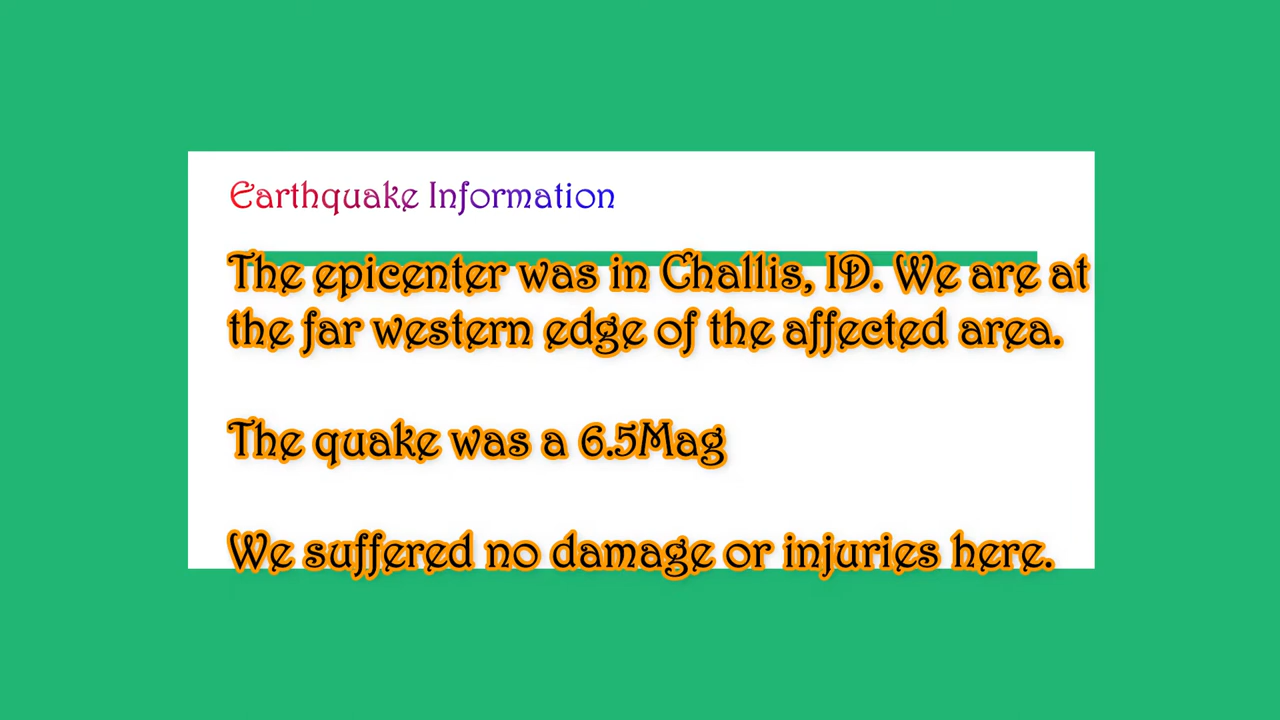 Earthquake Information
The epicenter was in Challis, ID. We are at
the far western edge of the affected area.
The quake was a 6.5Mag
We suffered no damage or injuries here.